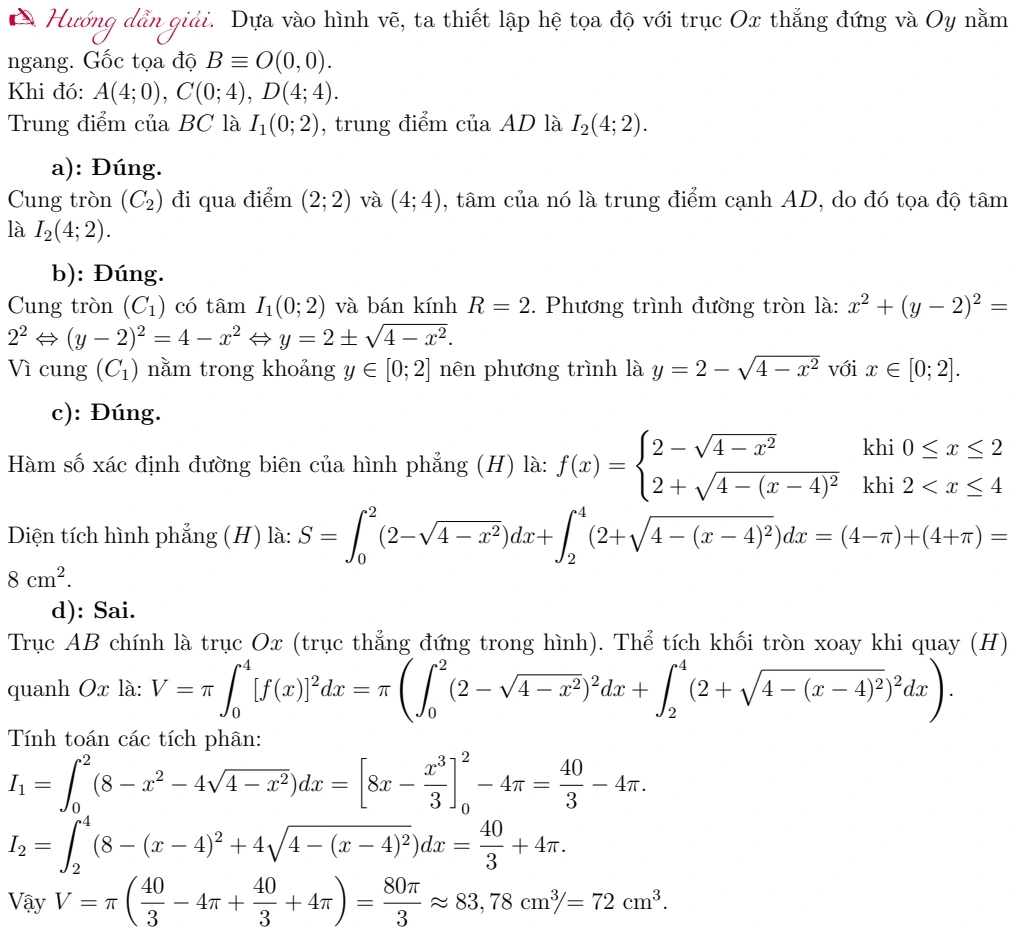 Hướng dẫn giải. Dựa vào hình vẽ, ta thiết lập hệ tọa độ với trục Ox thẳng đứng và Oy nằm
ngang. Gốc tọa độ B ≡ O(0, 0).
Khi đó: A(4; 0), C(0; 4), D(4; 4).
Trung điểm của BC là I₁(0; 2), trung điểm của AD là I₂(4; 2).
a): Đúng.
Cung tròn (C₂) đi qua điểm (2; 2) và (4; 4), tâm của nó là trung điểm cạnh AD, do đó tọa độ tâm
là I₂(4; 2).
b): Đúng.
Cung tròn (C₁) có tâm I₁(0; 2) và bán kính R = 2. Phương trình đường tròn là: x² + (y − 2)² =
2² ⇔ (y − 2)² = 4 − x² ⇔ y = 2 ± √(4 − x²).
Vì cung (C₁) nằm trong khoảng y ∈ [0; 2] nên phương trình là y = 2 − √(4 − x²) với x ∈ [0; 2].
c): Đúng.
Hàm số xác định đường biên của hình phẳng (H) là: f(x) = { 2 − √(4 − x²) khi 0 ≤ x ≤ 2
2 + √(4 − (x − 4)²) khi 2 < x ≤ 4
Diện tích hình phẳng (H) là: S = ∫₀² (2−√(4 − x²))dx+∫₂⁴ (2+√(4 − (x − 4)²))dx = (4−π)+(4+π) =
8 cm².
d): Sai.
Trục AB chính là trục Ox (trục thẳng đứng trong hình). Thể tích khối tròn xoay khi quay (H)
quanh Ox là: V = π ∫₀⁴ [f(x)]²dx = π ( ∫₀² (2 − √(4 − x²))²dx + ∫₂⁴ (2 + √(4 − (x − 4)²))²dx ).
Tính toán các tích phân:
I₁ = ∫₀² (8 − x² − 4√(4 − x²))dx = [8x − x³/3]₀² − 4π = 40/3 − 4π.
I₂ = ∫₂⁴ (8 − (x − 4)² + 4√(4 − (x − 4)²))dx = 40/3 + 4π.
Vậy V = π (40/3 − 4π + 40/3 + 4π) = 80π/3 ≈ 83, 78 cm³/= 72 cm³.